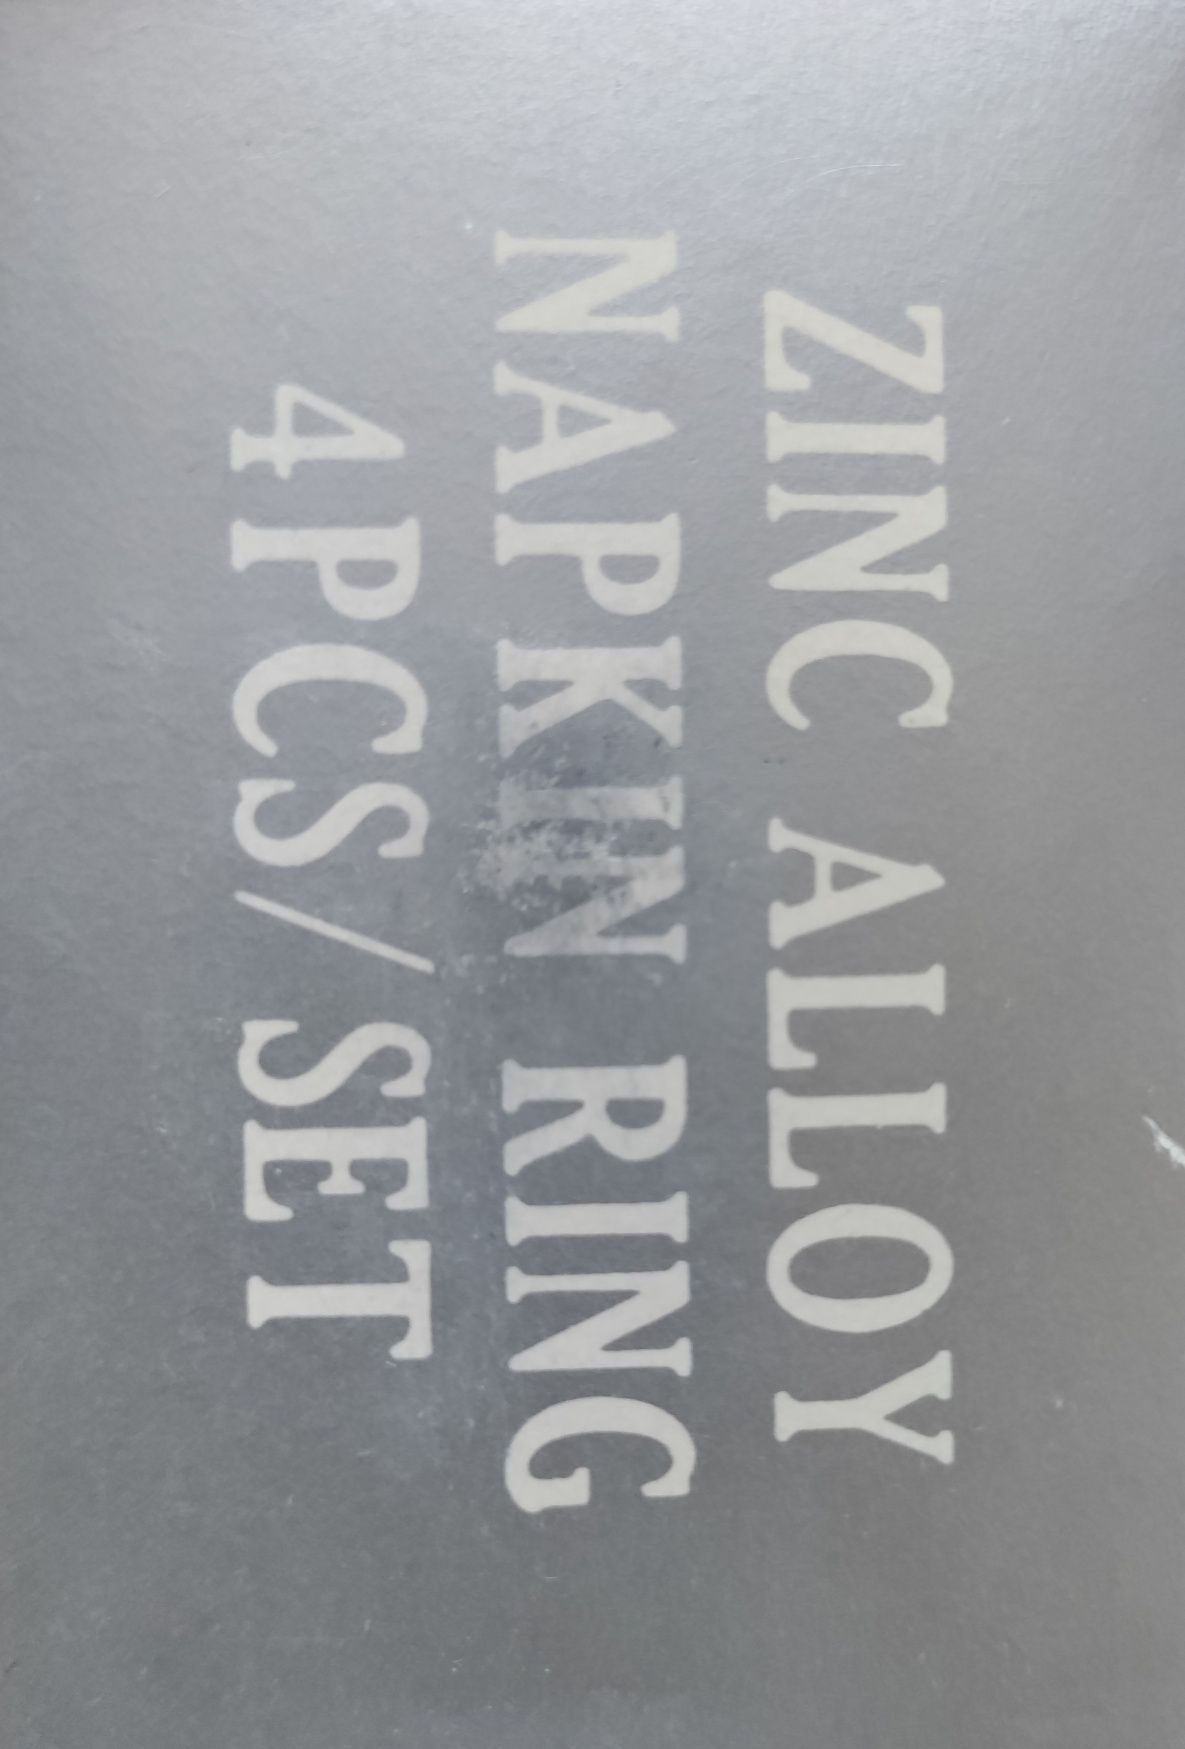 ZINC ALLOY
NAPKIN RING
4PCS/SET